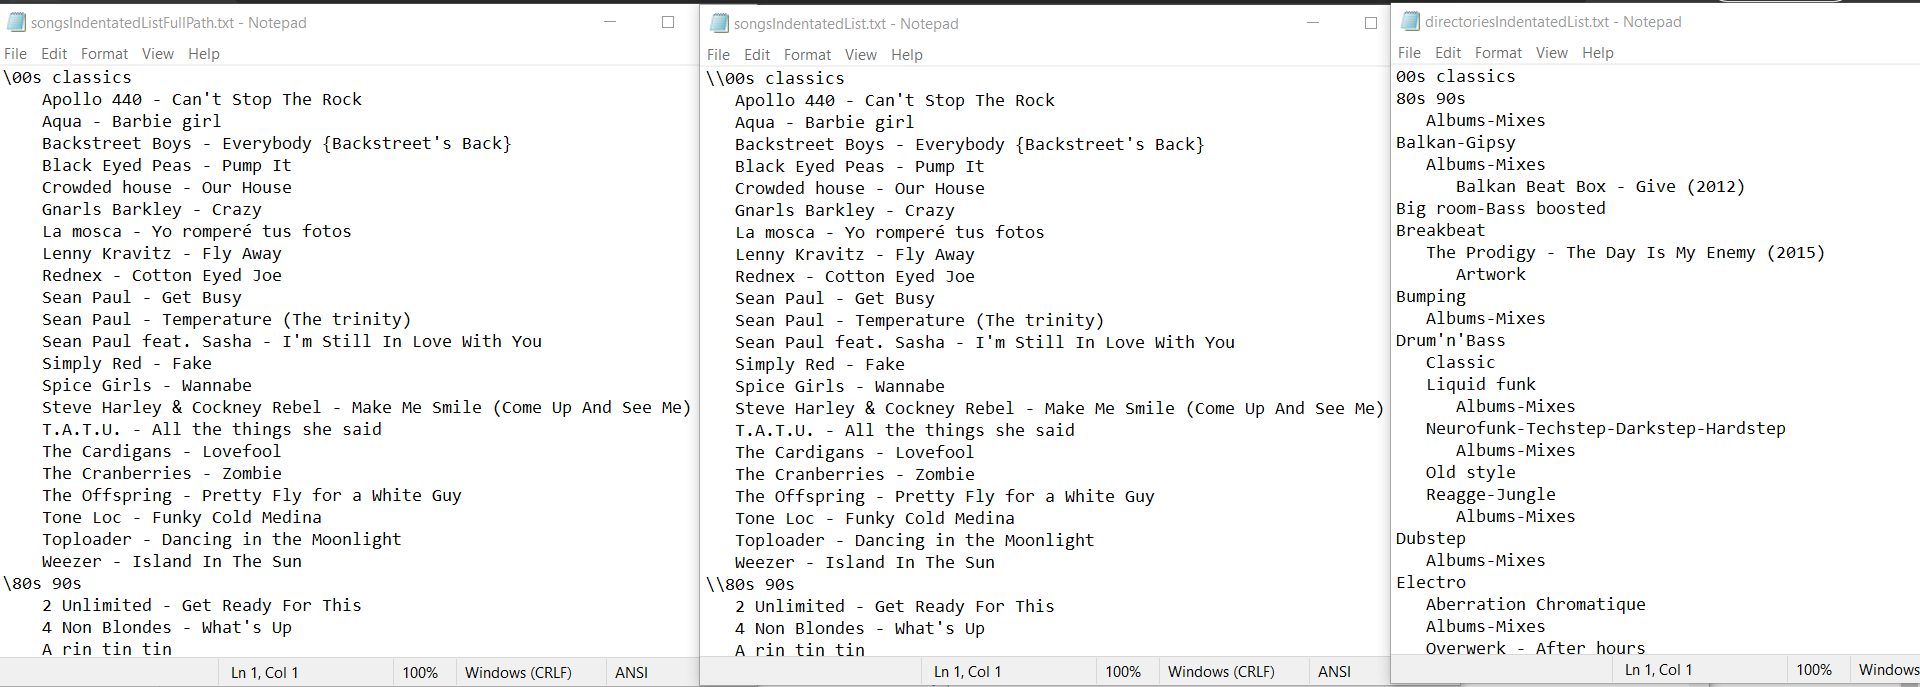 songsIndentatedListFullPath.txt - Notepad
File Edit Format View Help
\00s classics
Apollo 440 - Can't Stop The Rock
Aqua - Barbie girl
Backstreet Boys - Everybody {Backstreet's Back}
Black Eyed Peas - Pump It
Crowded house - Our House
Gnarls Barkley - Crazy
La mosca - Yo romperé tus fotos
Lenny Kravitz - Fly Away
Rednex - Cotton Eyed Joe
Sean Paul - Get Busy
Sean Paul - Temperature (The trinity)
Sean Paul feat. Sasha - I'm Still In Love With You
Simply Red - Fake
Spice Girls - Wannabe
Steve Harley & Cockney Rebel - Make Me Smile (Come Up And See Me)
T.A.T.U. - All the things she said
The Cardigans - Lovefool
The Cranberries - Zombie
The Offspring - Pretty Fly for a White Guy
Tone Loc - Funky Cold Medina
Toploader - Dancing in the Moonlight
Weezer - Island In The Sun
\80s 90s
2 Unlimited - Get Ready For This
4 Non Blondes - What's Up
A rin tin tin
Ln 1, Col 1 100% Windows (CRLF) ANSI
songsIndentatedList.txt - Notepad
File Edit Format View Help
\\00s classics
Apollo 440 - Can't Stop The Rock
Aqua - Barbie girl
Backstreet Boys - Everybody {Backstreet's Back}
Black Eyed Peas - Pump It
Crowded house - Our House
Gnarls Barkley - Crazy
La mosca - Yo romperé tus fotos
Lenny Kravitz - Fly Away
Rednex - Cotton Eyed Joe
Sean Paul - Get Busy
Sean Paul - Temperature (The trinity)
Sean Paul feat. Sasha - I'm Still In Love With You
Simply Red - Fake
Spice Girls - Wannabe
Steve Harley & Cockney Rebel - Make Me Smile (Come Up And See Me)
T.A.T.U. - All the things she said
The Cardigans - Lovefool
The Cranberries - Zombie
The Offspring - Pretty Fly for a White Guy
Tone Loc - Funky Cold Medina
Toploader - Dancing in the Moonlight
Weezer - Island In The Sun
\\80s 90s
2 Unlimited - Get Ready For This
4 Non Blondes - What's Up
A rin tin tin
Ln 1, Col 1 100% Windows (CRLF) ANSI
directoriesIndentatedList.txt - Notepad
File Edit Format View Help
00s classics
80s 90s
Albums-Mixes
Balkan-Gipsy
Albums-Mixes
Balkan Beat Box - Give (2012)
Big room-Bass boosted
Breakbeat
The Prodigy - The Day Is My Enemy (2015)
Artwork
Bumping
Albums-Mixes
Drum'n'Bass
Classic
Liquid funk
Albums-Mixes
Neurofunk-Techstep-Darkstep-Hardstep
Albums-Mixes
Old style
Reagge-Jungle
Albums-Mixes
Dubstep
Albums-Mixes
Electro
Aberration Chromatique
Albums-Mixes
Overwerk - After hours
Ln 1, Col 1 100% Windows